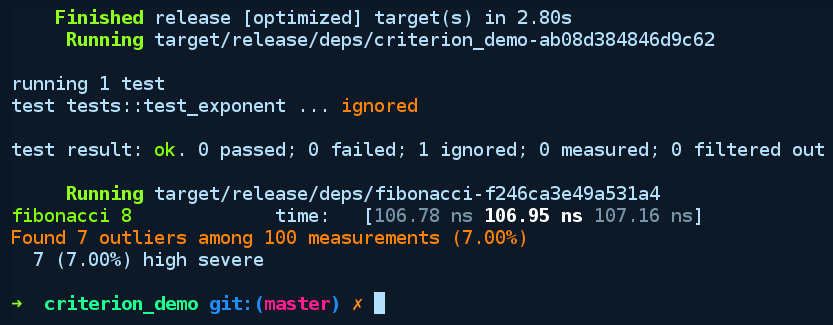 Finished release [optimized] target(s) in 2.80s
Running target/release/deps/criterion_demo-ab08d384846d9c62
running 1 test
test tests::test_exponent ... ignored
test result: ok. 0 passed; 0 failed; 1 ignored; 0 measured; 0 filtered out
Running target/release/deps/fibonacci-f246ca3e49a531a4
fibonacci 8 time: [106.78 ns 106.95 ns 107.16 ns]
Found 7 outliers among 100 measurements (7.00%)
7 (7.00%) high severe
➜ criterion_demo git:(master) ✗